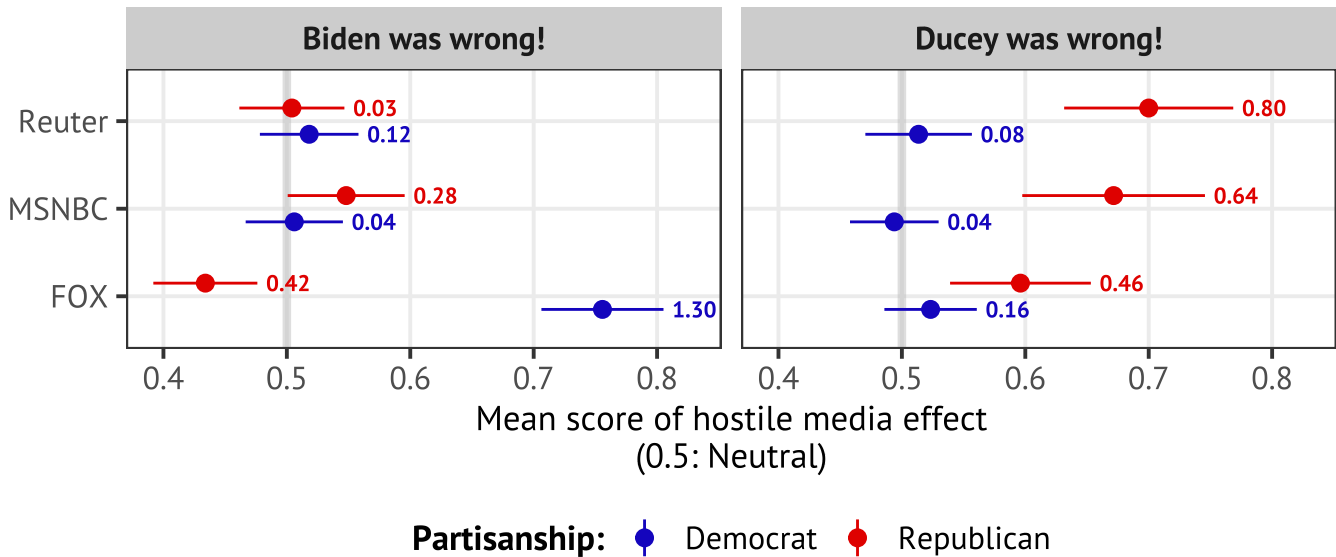 Biden was wrong!
Ducey was wrong!
Reuter
0.03
0.12
0.80
0.08
MSNBC
0.28
0.04
0.64
0.04
FOX
0.42
1.30
0.46
0.16
0.4 0.5 0.6 0.7 0.8
0.4 0.5 0.6 0.7 0.8
Mean score of hostile media effect
(0.5: Neutral)
Partisanship: Democrat Republican